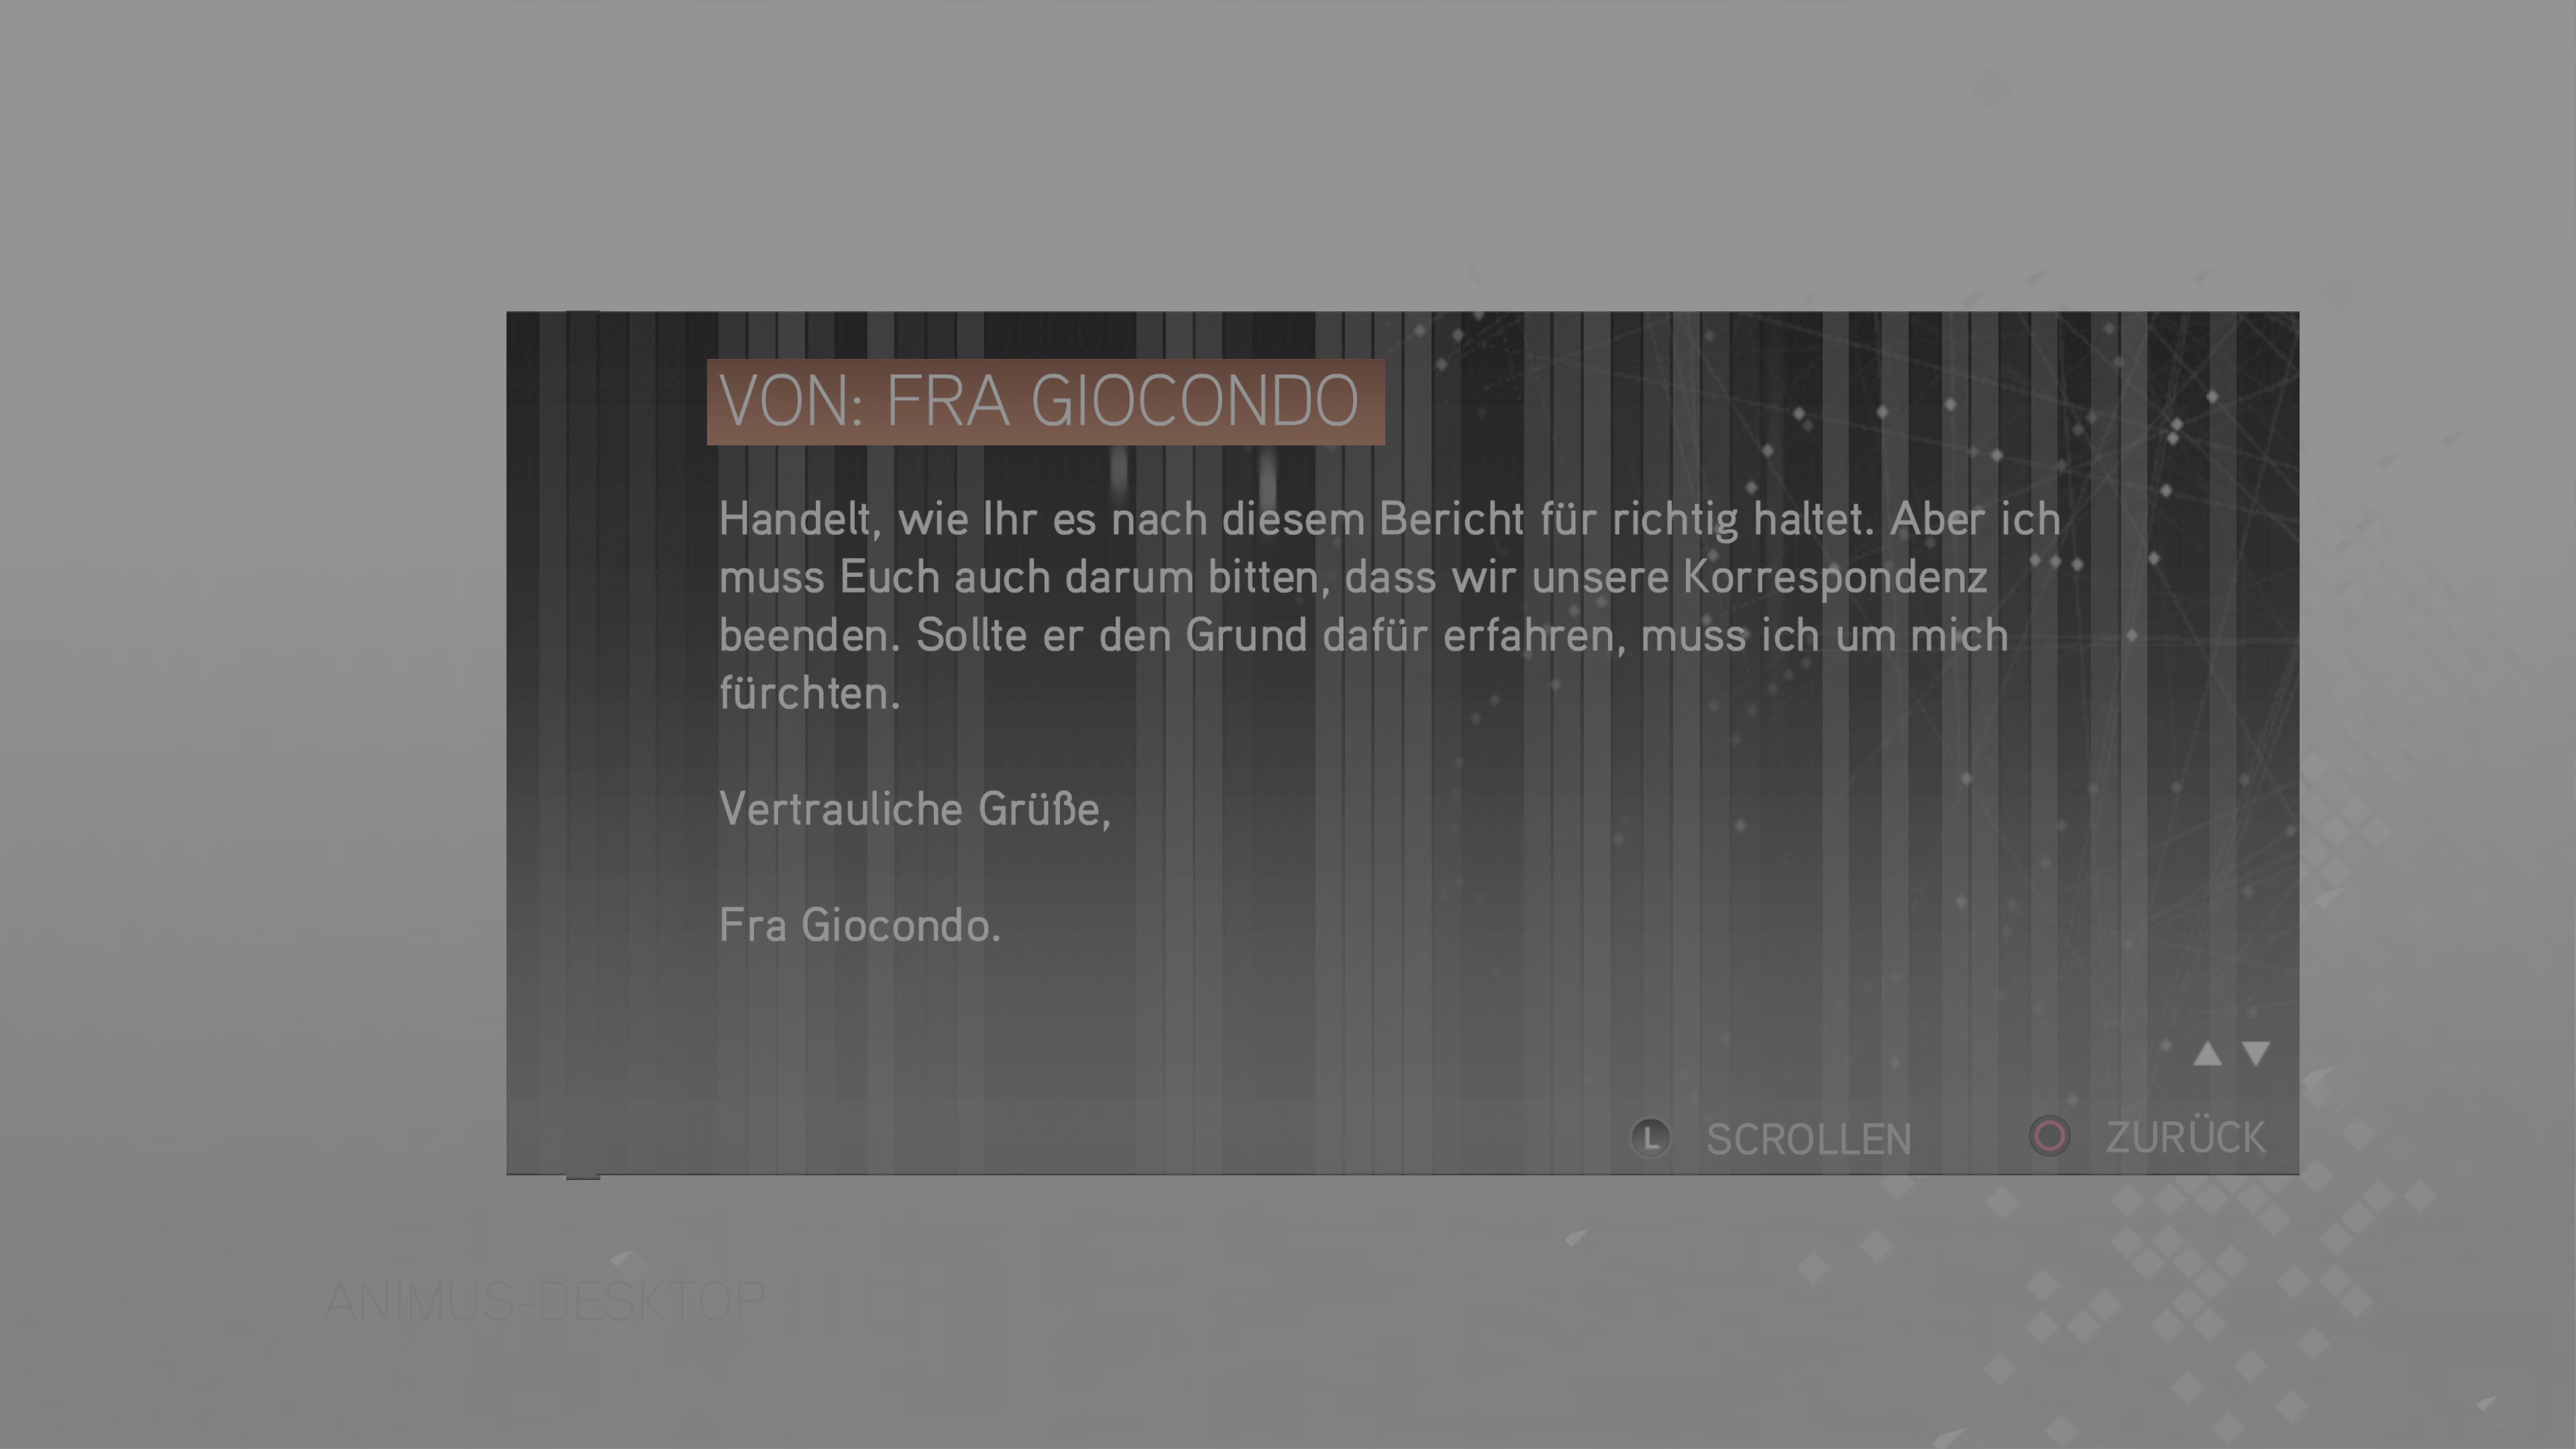 VON: FRA GIOCONDO
Handelt, wie Ihr es nach diesem Bericht für richtig haltet. Aber ich
muss Euch auch darum bitten, dass wir unsere Korrespondenz
beenden. Sollte er den Grund dafür erfahren, muss ich um mich
fürchten.
Vertrauliche Grüße,
Fra Giocondo.
L SCROLLEN ZURÜCK
ANIMUS-DESKTOP